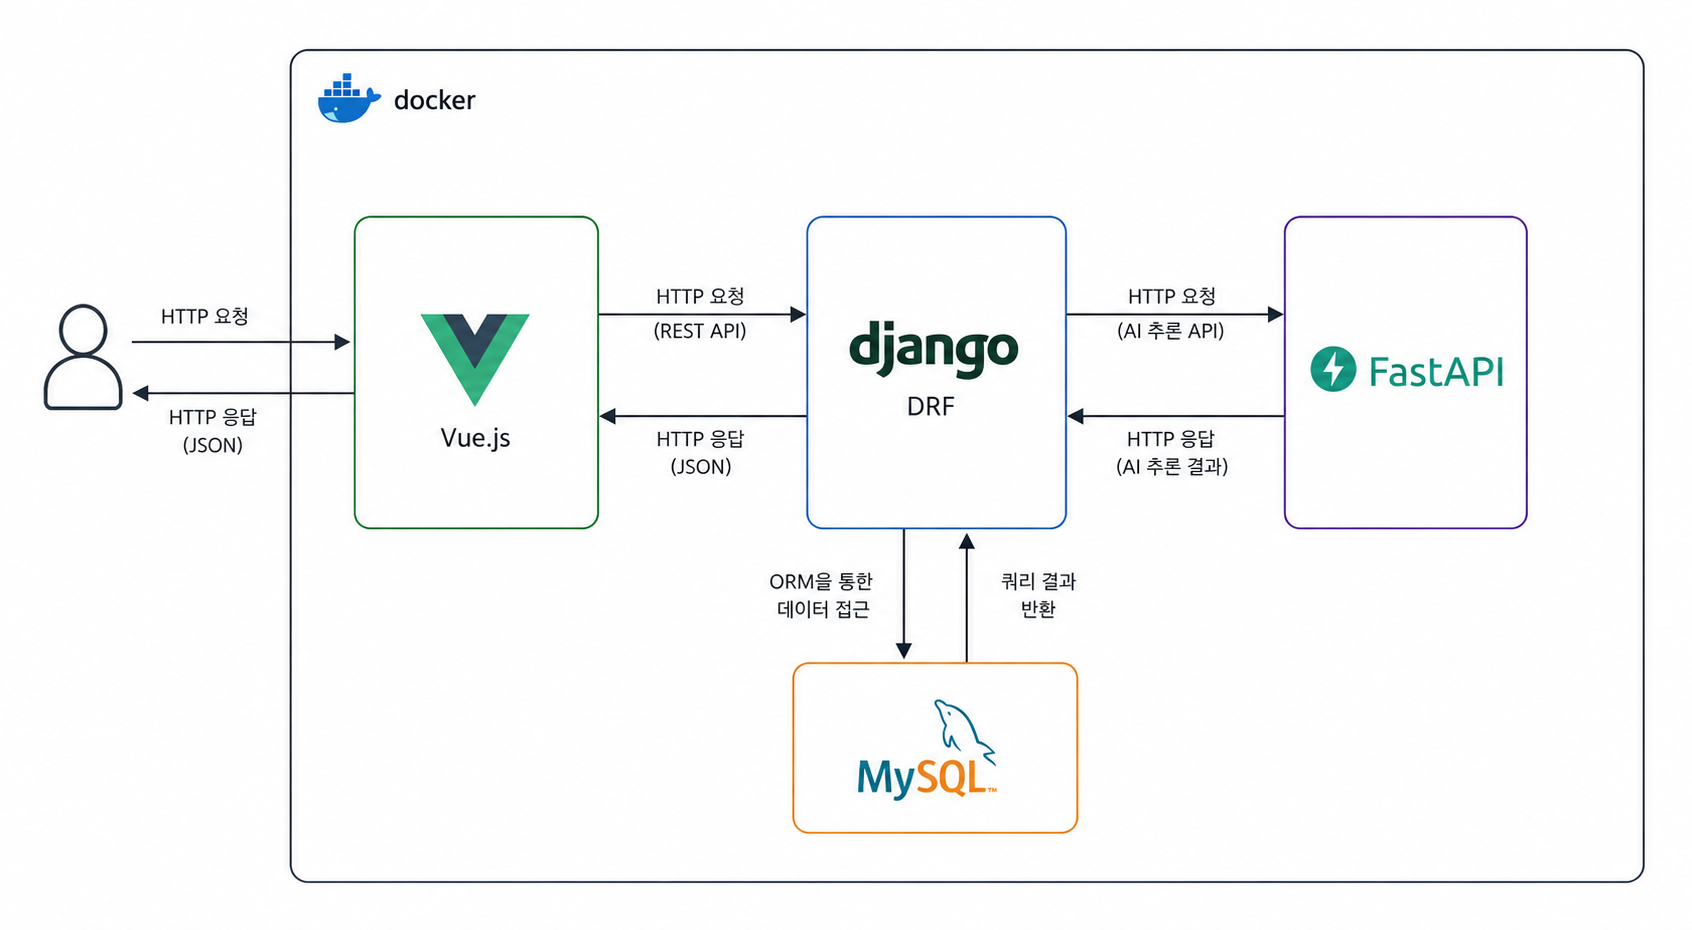 docker
HTTP 요청
HTTP 응답
(JSON)
Vue.js
HTTP 요청
(REST API)
HTTP 응답
(JSON)
django
DRF
HTTP 요청
(AI 추론 API)
HTTP 응답
(AI 추론 결과)
FastAPI
ORM을 통한
데이터 접근
쿼리 결과
반환
MySQL™